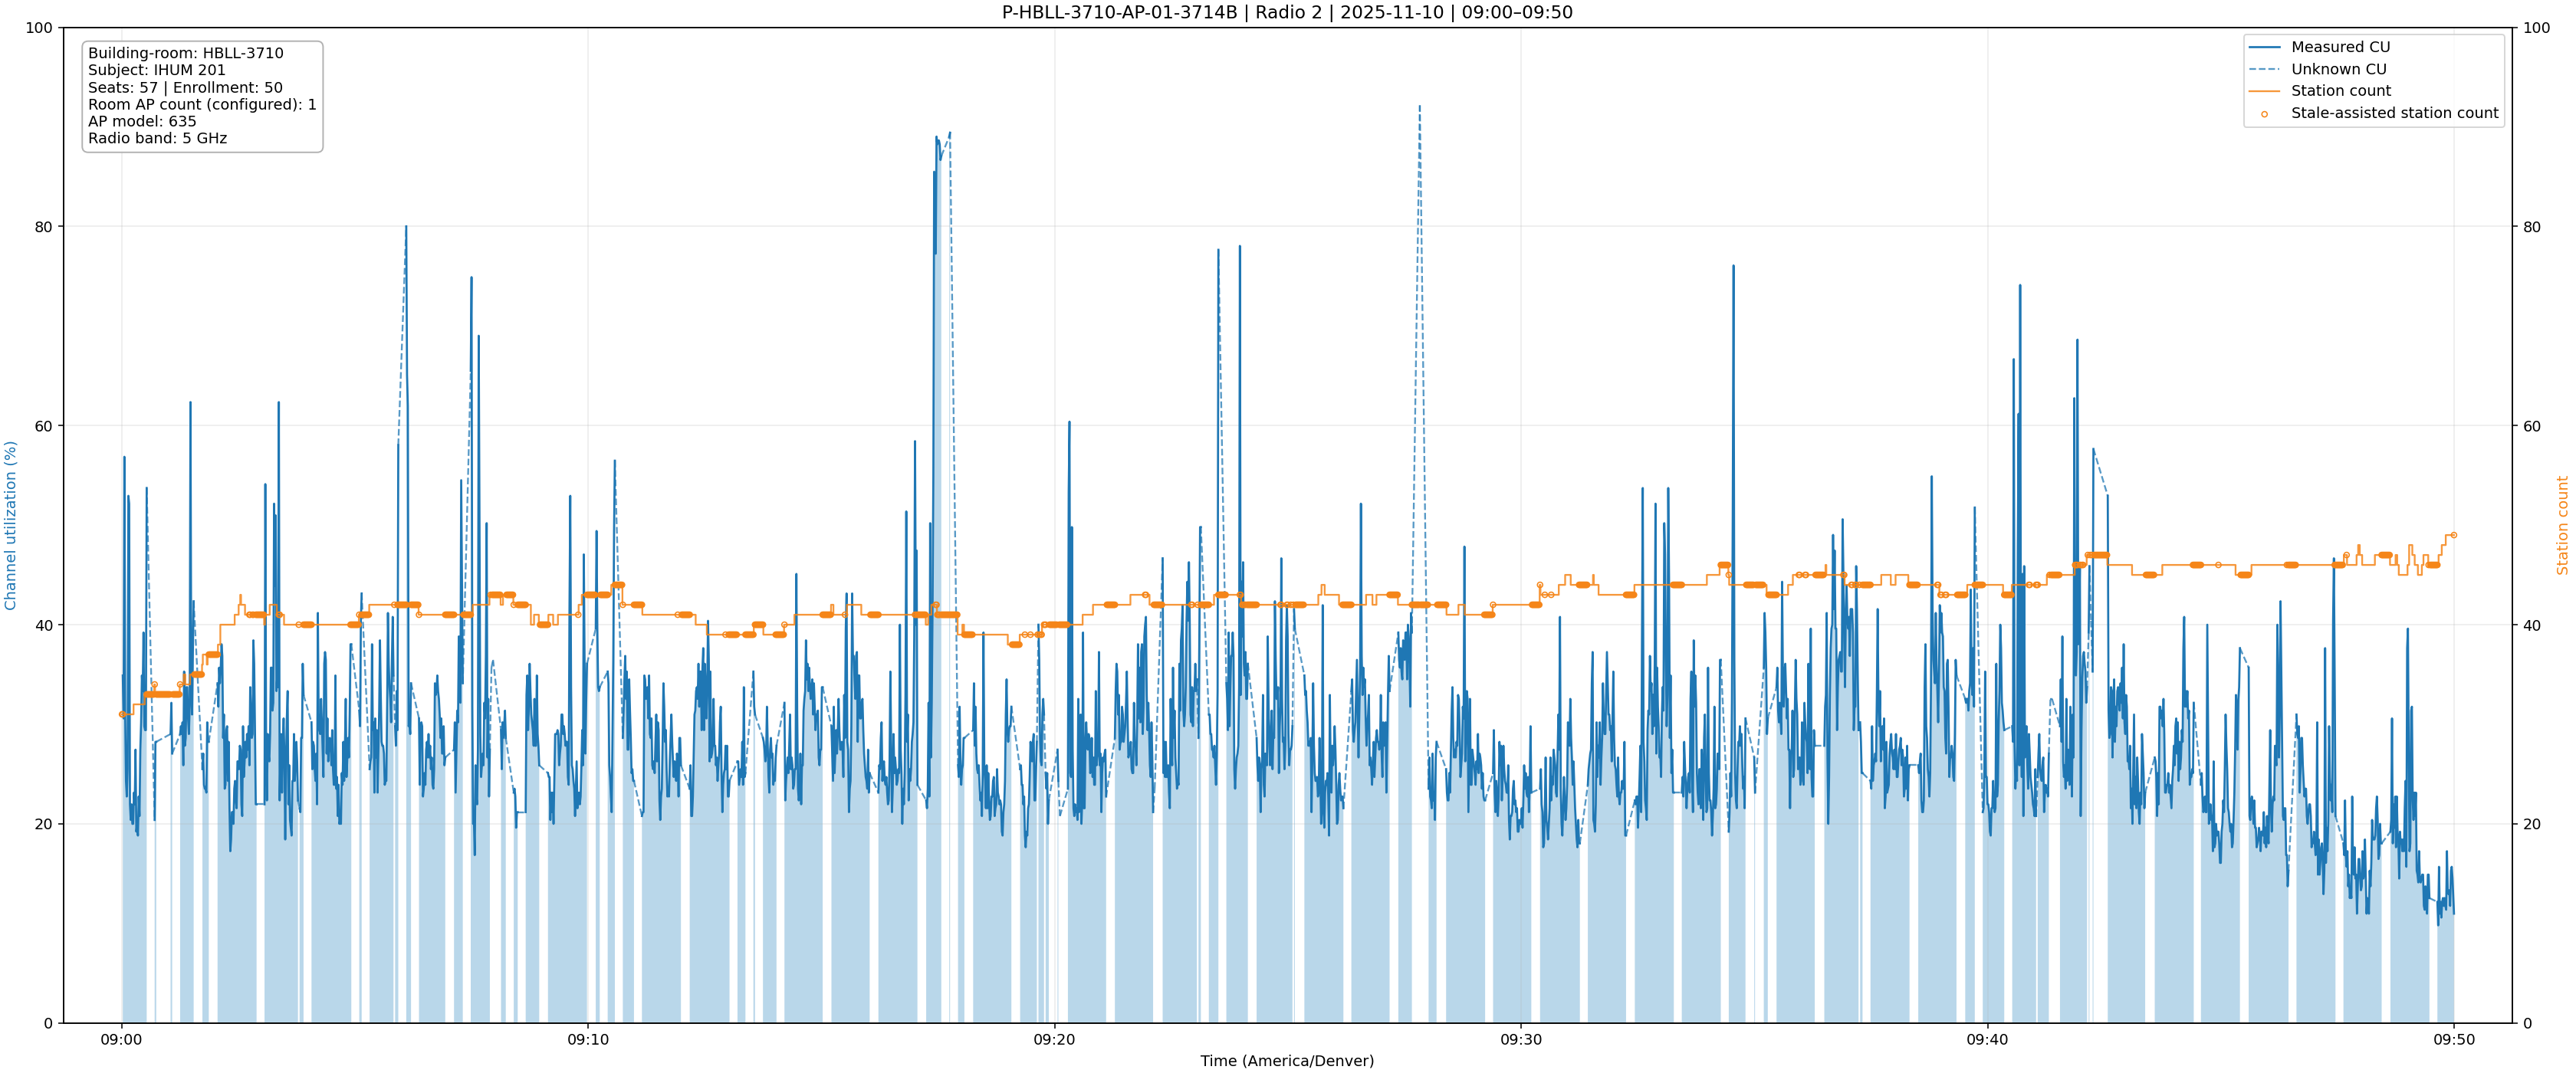 P-HBLL-3710-AP-01-3714B | Radio 2 | 2025-11-10 | 09:00–09:50
Building-room: HBLL-3710
Subject: IHUM 201
Seats: 57 | Enrollment: 50
Room AP count (configured): 1
AP model: 635
Radio band: 5 GHz
Measured CU
Unknown CU
Station count
Stale-assisted station count
Channel utilization (%)
100
80
60
40
20
0
100
80
60
40
20
0
Station count
09:00
09:10
09:20
09:30
09:40
09:50
Time (America/Denver)